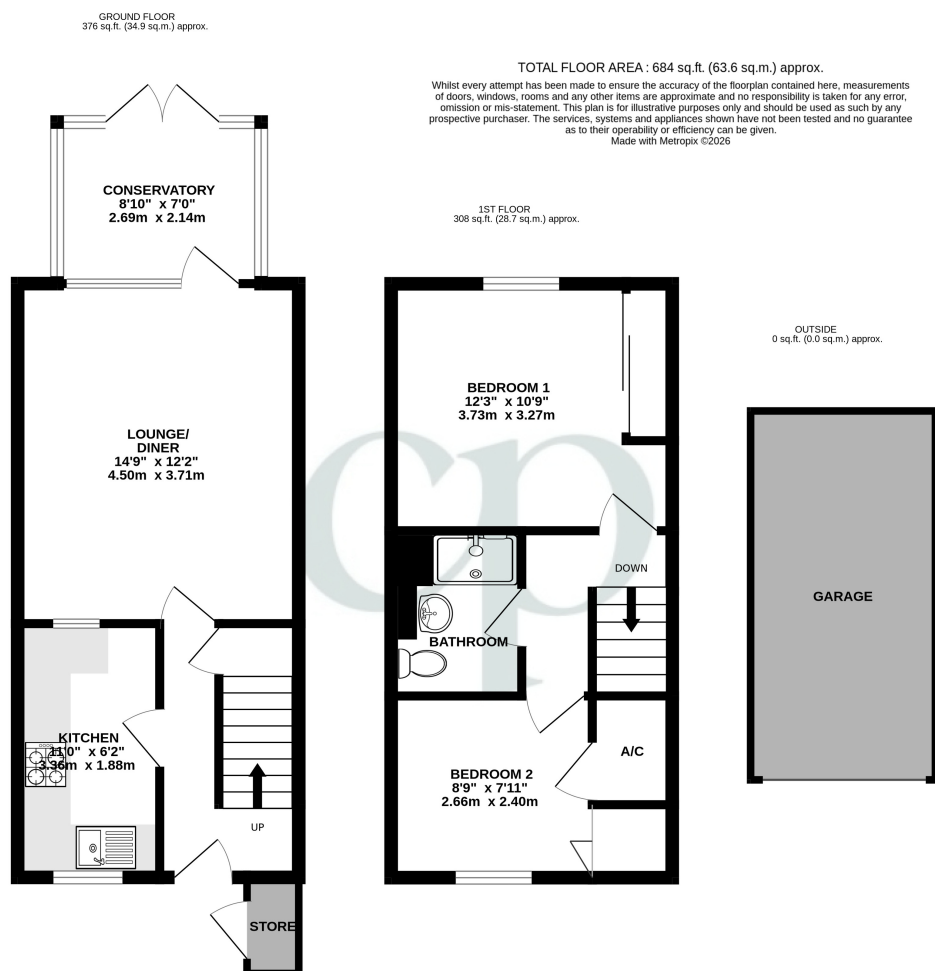 GROUND FLOOR
376 sq.ft. (34.9 sq.m.) approx.
TOTAL FLOOR AREA : 684 sq.ft. (63.6 sq.m.) approx.
Whilst every attempt has been made to ensure the accuracy of the floorplan contained here, measurements
of doors, windows, rooms and any other items are approximate and no responsibility is taken for any error,
omission or mis-statement. This plan is for illustrative purposes only and should be used as such by any
prospective purchaser. The services, systems and appliances shown have not been tested and no guarantee
as to their operability or efficiency can be given.
Made with Metropix ©2026
CONSERVATORY
8'10" x 7'0"
2.69m x 2.14m
1ST FLOOR
308 sq.ft. (28.7 sq.m.) approx.
OUTSIDE
0 sq.ft. (0.0 sq.m.) approx.
BEDROOM 1
12'3" x 10'9"
3.73m x 3.27m
LOUNGE/
DINER
14'9" x 12'2"
4.50m x 3.71m
cp
DOWN
GARAGE
BATHROOM
KITCHEN
11'0" x 6'2"
3.36m x 1.88m
A/C
BEDROOM 2
8'9" x 7'11"
2.66m x 2.40m
UP
STORE